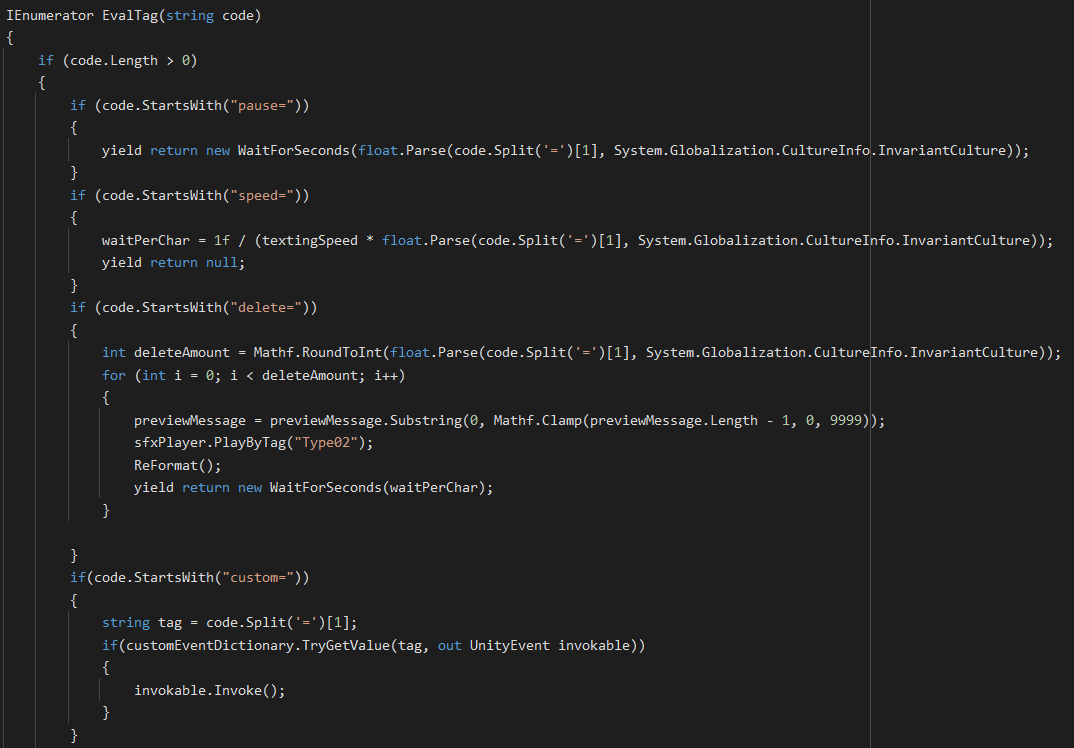 IEnumerator EvalTag(string code)
{
    if (code.Length > 0)
    {
        if (code.StartsWith("pause="))
        {
            yield return new WaitForSeconds(float.Parse(code.Split('=')[1], System.Globalization.CultureInfo.InvariantCulture));
        }
        if (code.StartsWith("speed="))
        {
            waitPerChar = 1f / (textingSpeed * float.Parse(code.Split('=')[1], System.Globalization.CultureInfo.InvariantCulture));
            yield return null;
        }
        if (code.StartsWith("delete="))
        {
            int deleteAmount = Mathf.RoundToInt(float.Parse(code.Split('=')[1], System.Globalization.CultureInfo.InvariantCulture));
            for (int i = 0; i < deleteAmount; i++)
            {
                previewMessage = previewMessage.Substring(0, Mathf.Clamp(previewMessage.Length - 1, 0, 9999));
                sfxPlayer.PlayByTag("Type02");
                ReFormat();
                yield return new WaitForSeconds(waitPerChar);
            }

        }
        if(code.StartsWith("custom="))
        {
            string tag = code.Split('=')[1];
            if(customEventDictionary.TryGetValue(tag, out UnityEvent invokable))
            {
                invokable.Invoke();
            }
        }